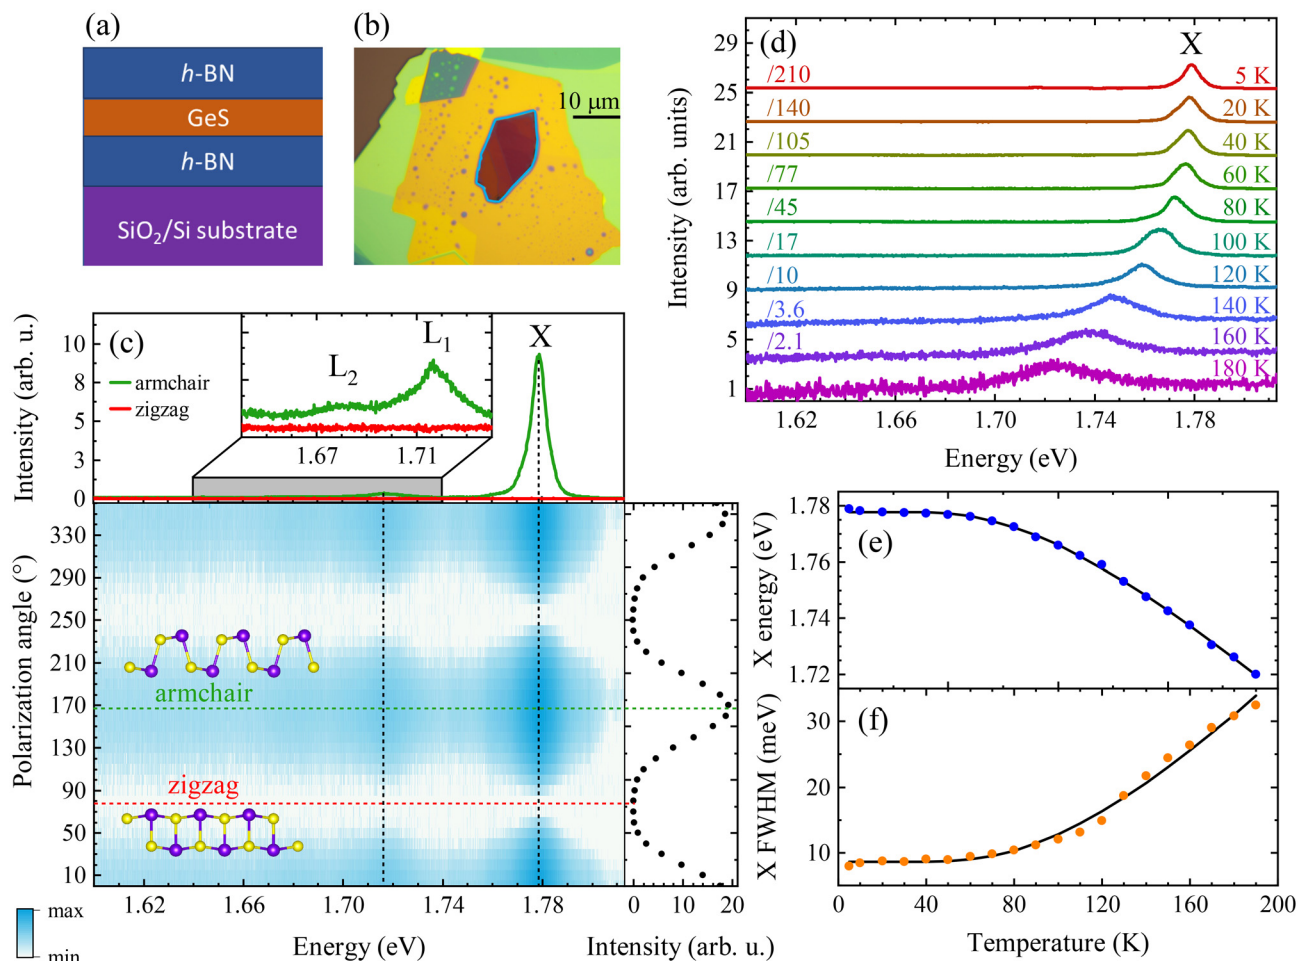 (a)
h-BN
GeS
h-BN
SiO₂/Si substrate
(b)
10 μm
(c)
Intensity (arb. u.)
10
8
5
3
0
armchair
zigzag
L₂
L₁
X
1.67
1.71
Polarization angle (°)
330
290
250
210
170
130
90
50
10
armchair
zigzag
max
min
1.62
1.66
1.70
1.74
1.78
Energy (eV)
0
10
20
Intensity (arb. u.)
(d)
X
Intensity (arb. units)
29
25
21
17
13
9
5
1
/210
5 K
/140
20 K
/105
40 K
/77
60 K
/45
80 K
/17
100 K
/10
120 K
/3.6
140 K
/2.1
160 K
180 K
1.62
1.66
1.70
1.74
1.78
Energy (eV)
(e)
X energy (eV)
1.78
1.76
1.74
1.72
(f)
X FWHM (meV)
30
20
10
0
40
80
120
160
200
Temperature (K)